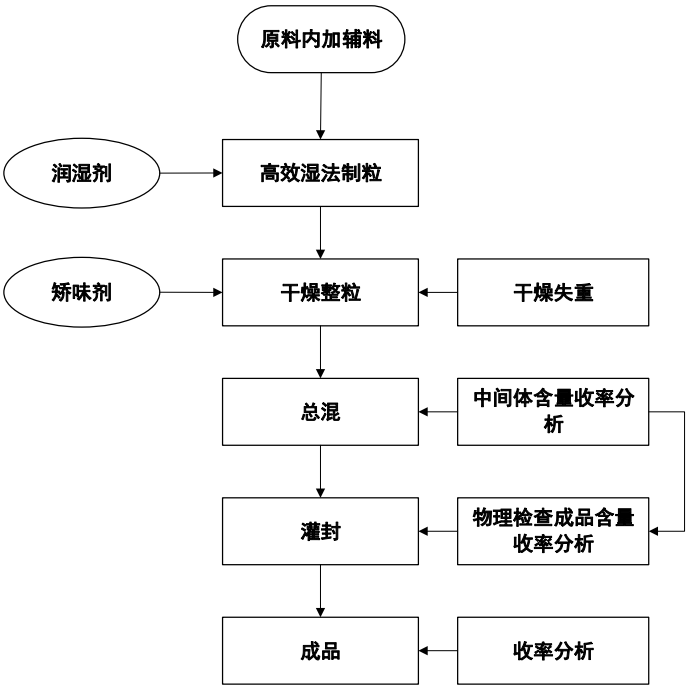 原料内加辅料
润湿剂
高效湿法制粒
矫味剂
干燥整粒
干燥失重
总混
中间体含量收率分
析
灌封
物理检查成品含量
收率分析
成品
收率分析